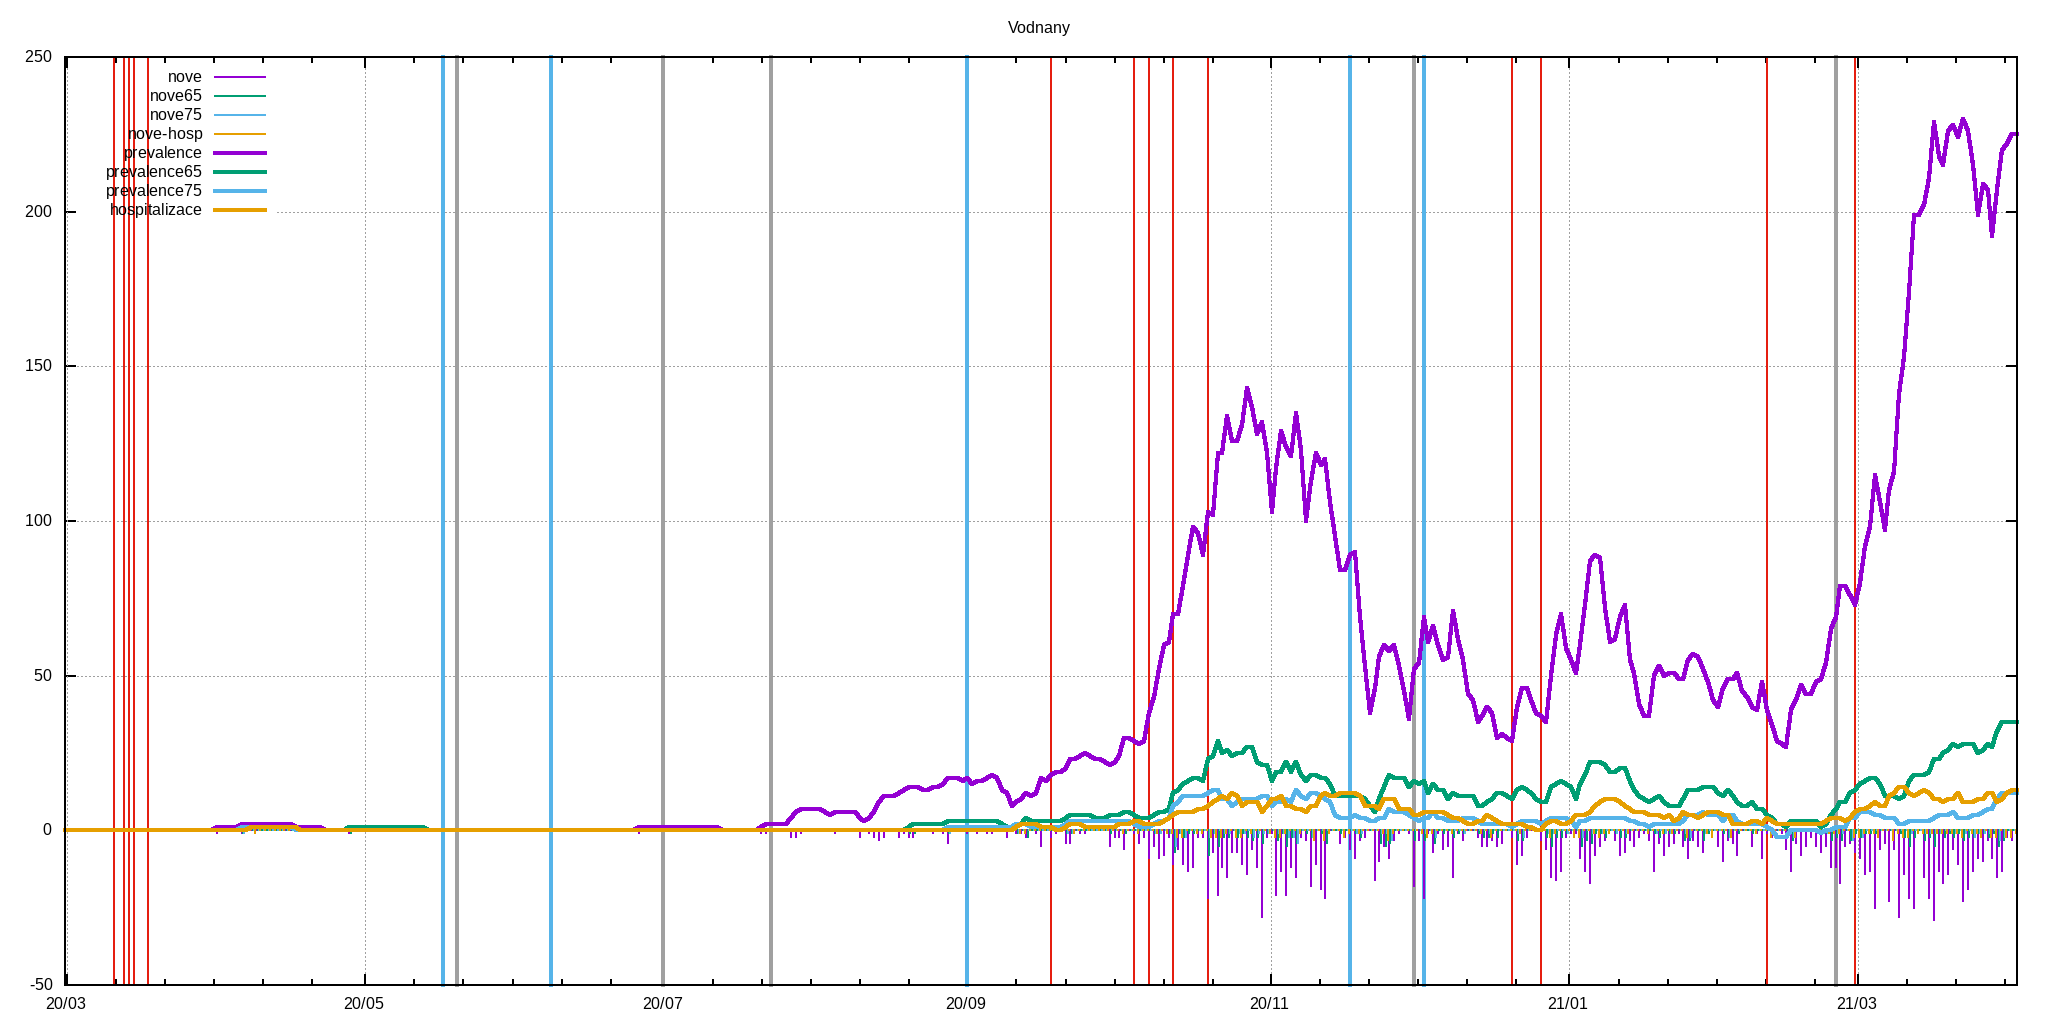 Vodnany
250
200
150
100
50
0
-50
nove
nove65
nove75
nove-hosp
prevalence
prevalence65
prevalence75
hospitalizace
20/03 20/05 20/07 20/09 20/11 21/01 21/03